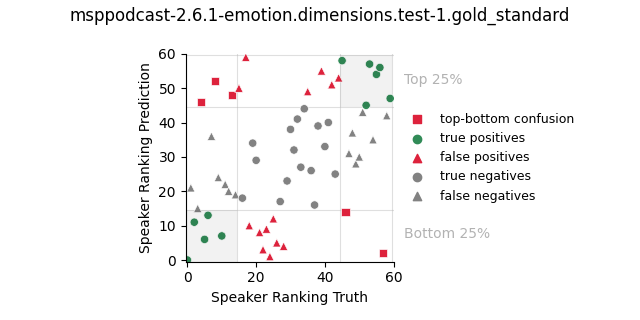 msppodcast-2.6.1-emotion.dimensions.test-1.gold_standard
60
50
40
30
20
10
0
Speaker Ranking Prediction
0
20
40
60
Speaker Ranking Truth
Top 25%
top-bottom confusion
true positives
false positives
true negatives
false negatives
Bottom 25%